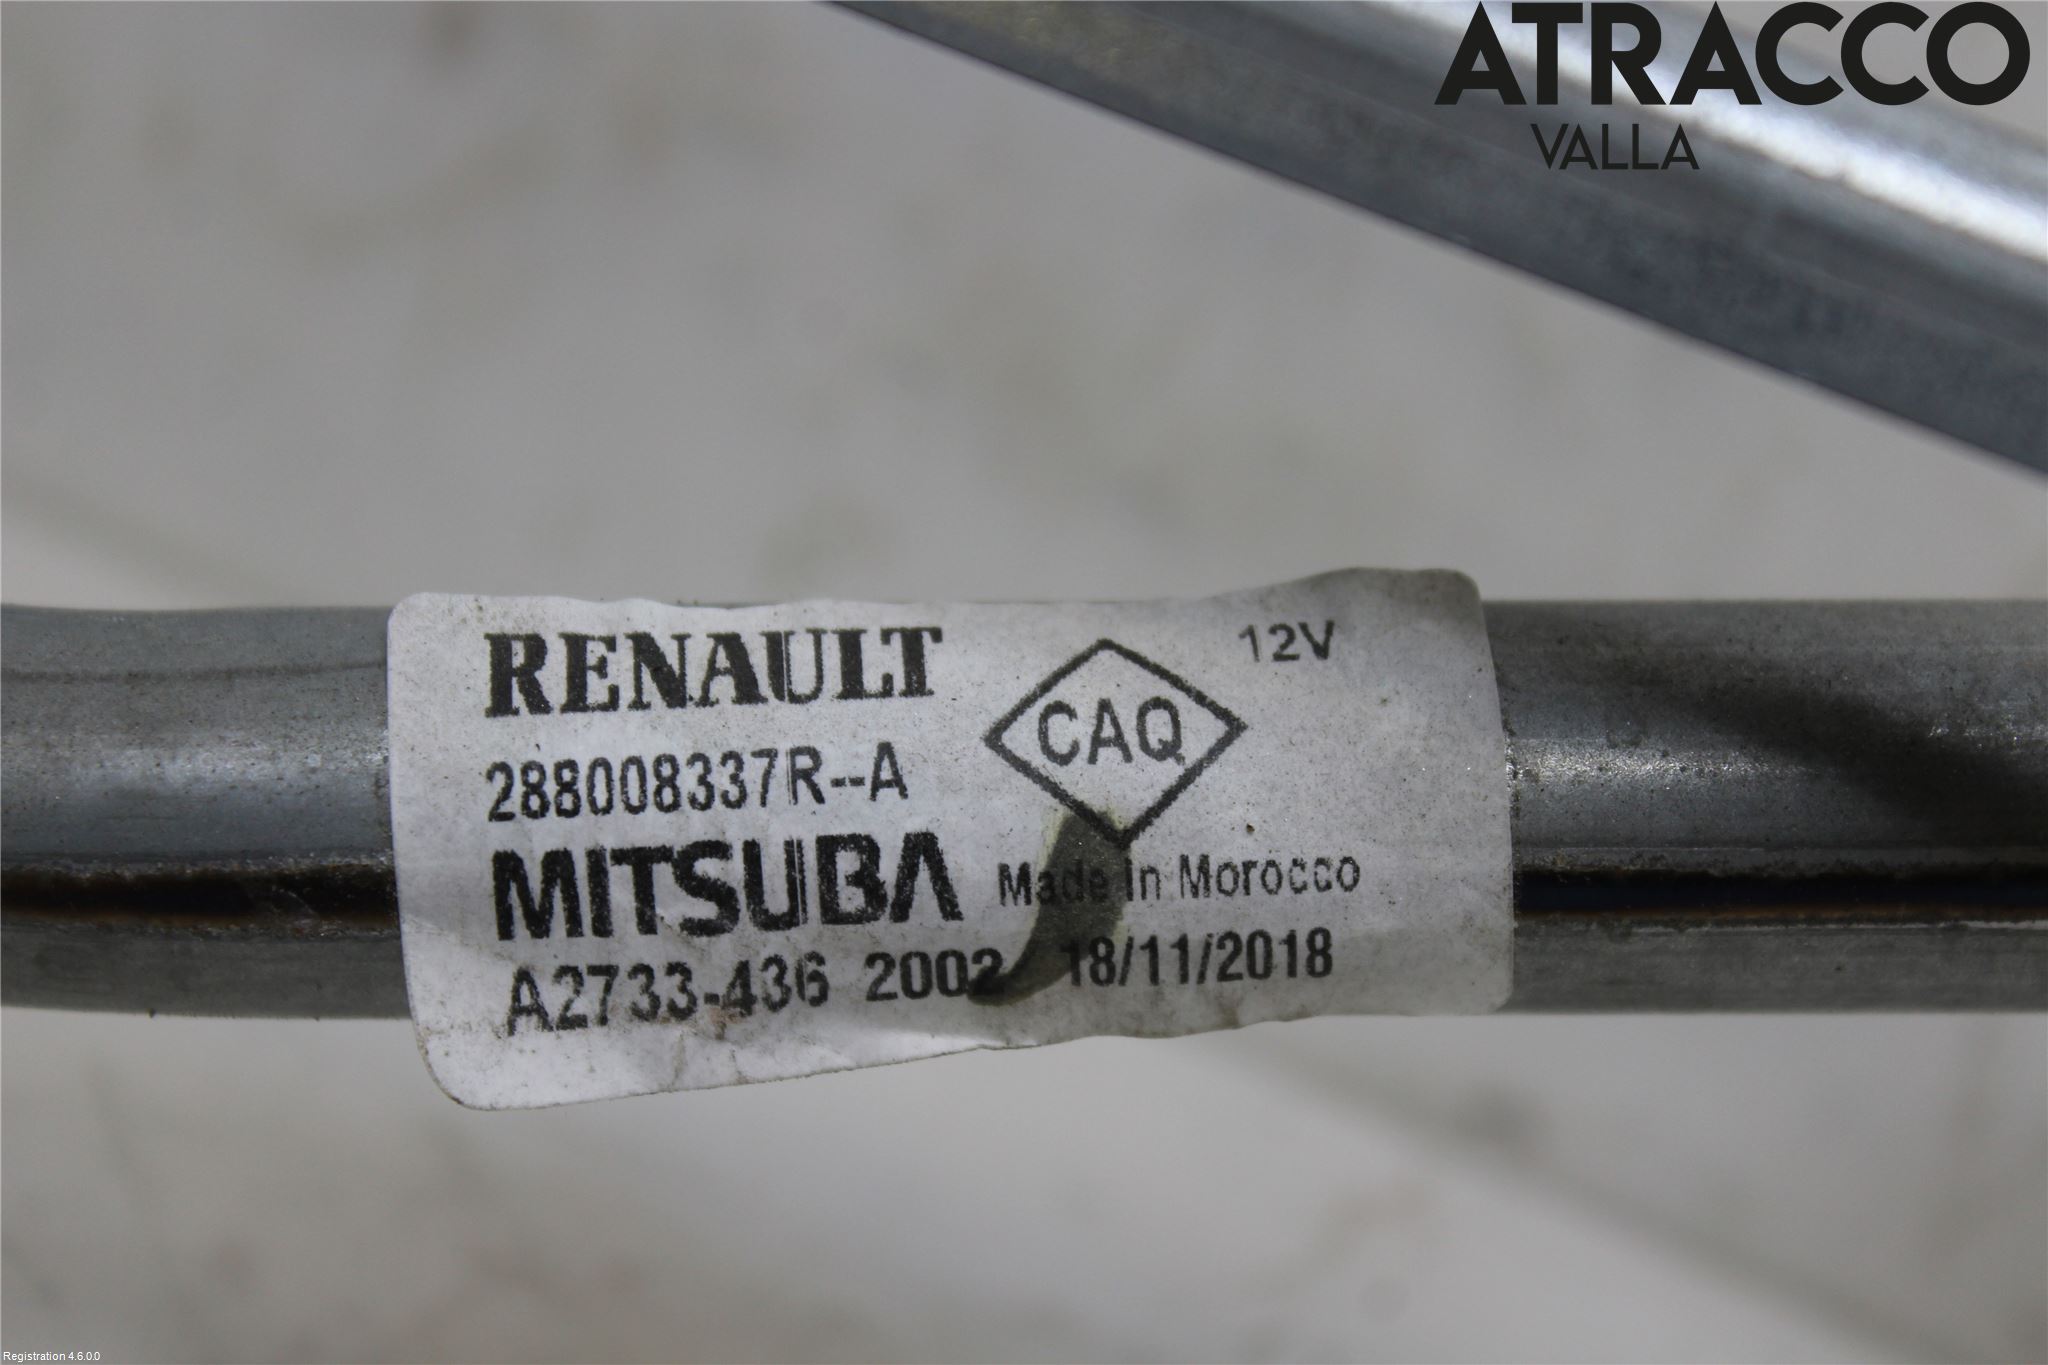 ATRACCO
VALLA
RENAULT
12V
CAQ
288008337R--A
MITSUBA
Made in Morocco
A2733-436 2002 18/11/2018
Registration 4.6.0.0